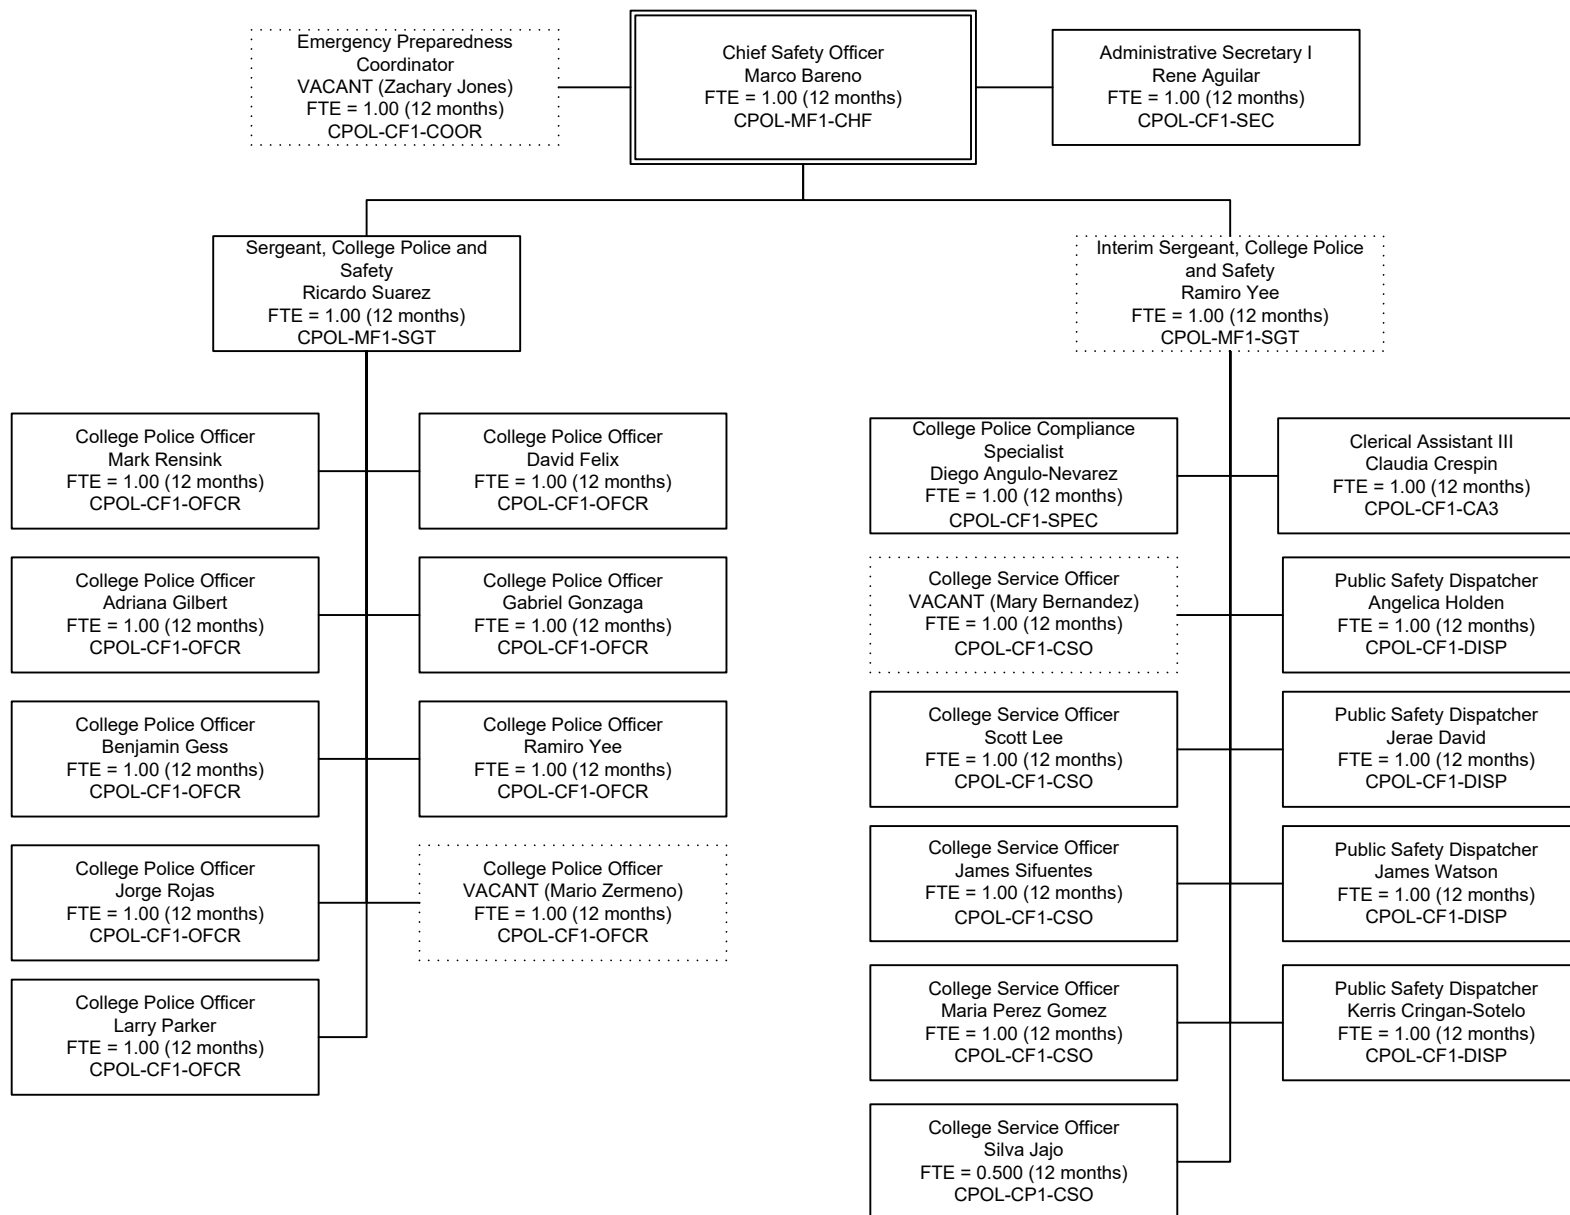 Emergency Preparedness
Coordinator
VACANT (Zachary Jones)
FTE = 1.00 (12 months)
CPOL-CF1-COOR
Chief Safety Officer
Marco Bareno
FTE = 1.00 (12 months)
CPOL-MF1-CHF
Administrative Secretary I
Rene Aguilar
FTE = 1.00 (12 months)
CPOL-CF1-SEC
Sergeant, College Police and
Safety
Ricardo Suarez
FTE = 1.00 (12 months)
CPOL-MF1-SGT
Interim Sergeant, College Police
and Safety
Ramiro Yee
FTE = 1.00 (12 months)
CPOL-MF1-SGT
College Police Officer
Mark Rensink
FTE = 1.00 (12 months)
CPOL-CF1-OFCR
College Police Officer
David Felix
FTE = 1.00 (12 months)
CPOL-CF1-OFCR
College Police Compliance
Specialist
Diego Angulo-Nevarez
FTE = 1.00 (12 months)
CPOL-CF1-SPEC
Clerical Assistant III
Claudia Crespin
FTE = 1.00 (12 months)
CPOL-CF1-CA3
College Police Officer
Adriana Gilbert
FTE = 1.00 (12 months)
CPOL-CF1-OFCR
College Police Officer
Gabriel Gonzaga
FTE = 1.00 (12 months)
CPOL-CF1-OFCR
College Service Officer
VACANT (Mary Bernandez)
FTE = 1.00 (12 months)
CPOL-CF1-CSO
Public Safety Dispatcher
Angelica Holden
FTE = 1.00 (12 months)
CPOL-CF1-DISP
College Police Officer
Benjamin Gess
FTE = 1.00 (12 months)
CPOL-CF1-OFCR
College Police Officer
Ramiro Yee
FTE = 1.00 (12 months)
CPOL-CF1-OFCR
College Service Officer
Scott Lee
FTE = 1.00 (12 months)
CPOL-CF1-CSO
Public Safety Dispatcher
Jerae David
FTE = 1.00 (12 months)
CPOL-CF1-DISP
College Police Officer
Jorge Rojas
FTE = 1.00 (12 months)
CPOL-CF1-OFCR
College Police Officer
VACANT (Mario Zermeno)
FTE = 1.00 (12 months)
CPOL-CF1-OFCR
College Service Officer
James Sifuentes
FTE = 1.00 (12 months)
CPOL-CF1-CSO
Public Safety Dispatcher
James Watson
FTE = 1.00 (12 months)
CPOL-CF1-DISP
College Police Officer
Larry Parker
FTE = 1.00 (12 months)
CPOL-CF1-OFCR
College Service Officer
Maria Perez Gomez
FTE = 1.00 (12 months)
CPOL-CF1-CSO
Public Safety Dispatcher
Kerris Cringan-Sotelo
FTE = 1.00 (12 months)
CPOL-CF1-DISP
College Service Officer
Silva Jajo
FTE = 0.500 (12 months)
CPOL-CP1-CSO